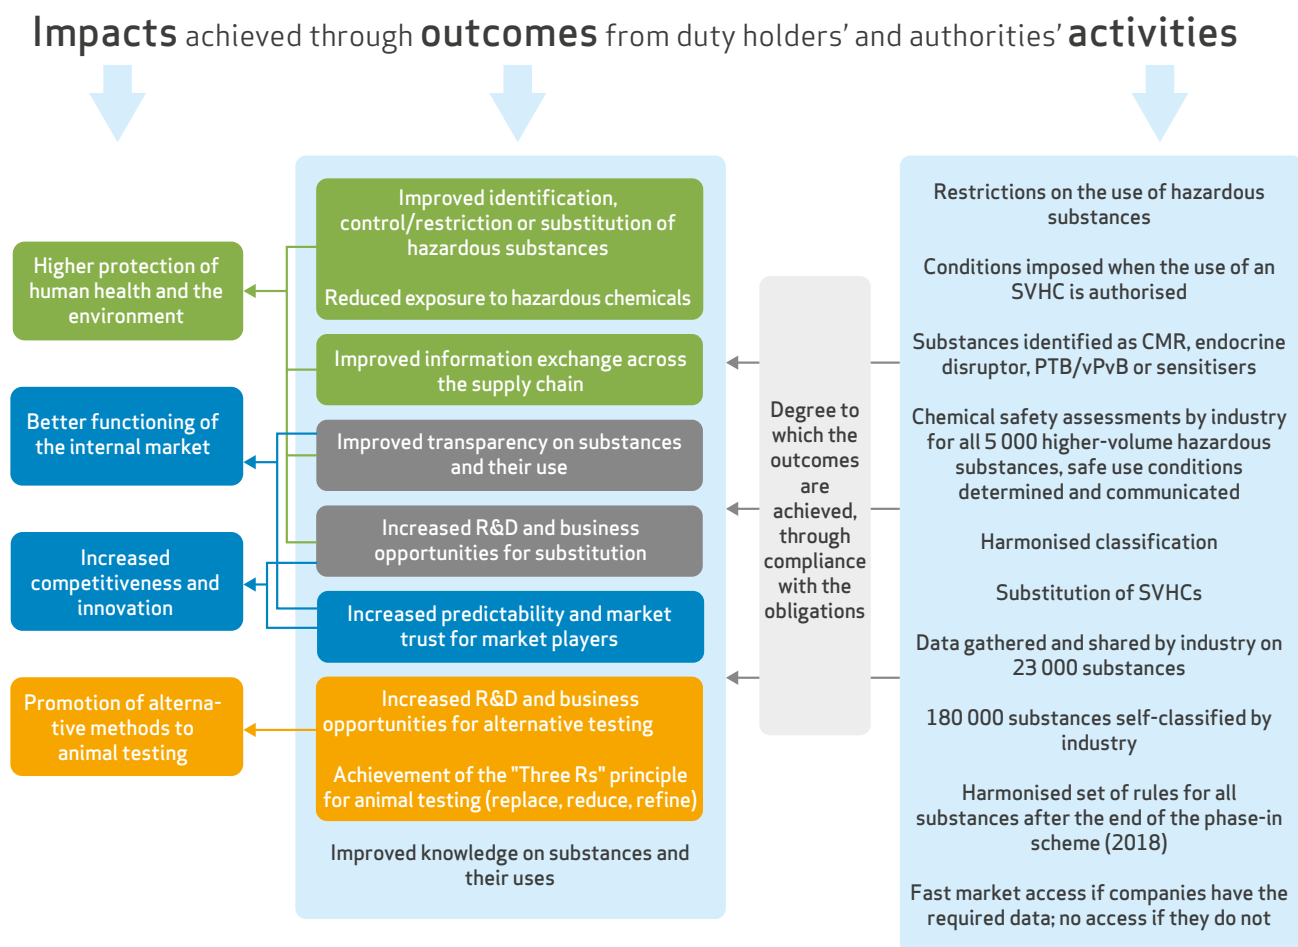 Impacts achieved through outcomes from duty holders’ and authorities’ activities
Higher protection of
human health and the
environment
Better functioning of
the internal market
Increased
competitiveness and
innovation
Promotion of alterna-
tive methods to
animal testing
Improved identification,
control/restriction or substitution of
hazardous substances
Reduced exposure to hazardous chemicals
Improved information exchange across
the supply chain
Improved transparency on substances
and their use
Increased R&D and business
opportunities for substitution
Increased predictability and market
trust for market players
Increased R&D and business
opportunities for alternative testing
Achievement of the "Three Rs" principle
for animal testing (replace, reduce, refine)
Improved knowledge on substances and
their uses
Degree to
which the
outcomes
are
achieved,
through
compliance
with the
obligations
Restrictions on the use of hazardous
substances
Conditions imposed when the use of an
SVHC is authorised
Substances identified as CMR, endocrine
disruptor, PTB/vPvB or sensitisers
Chemical safety assessments by industry
for all 5 000 higher-volume hazardous
substances, safe use conditions
determined and communicated
Harmonised classification
Substitution of SVHCs
Data gathered and shared by industry on
23 000 substances
180 000 substances self-classified by
industry
Harmonised set of rules for all
substances after the end of the phase-in
scheme (2018)
Fast market access if companies have the
required data; no access if they do not